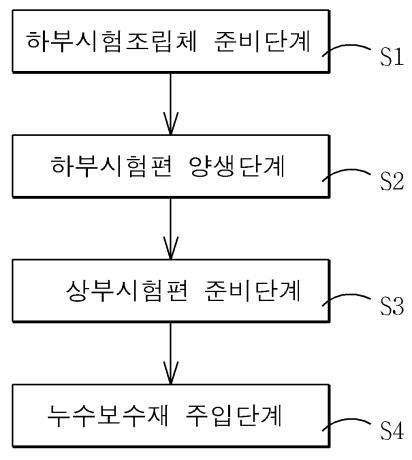 하부시험조립체 준비단계
S1
하부시험편 양생단계
S2
상부시험편 준비단계
S3
누수보수재 주입단계
S4